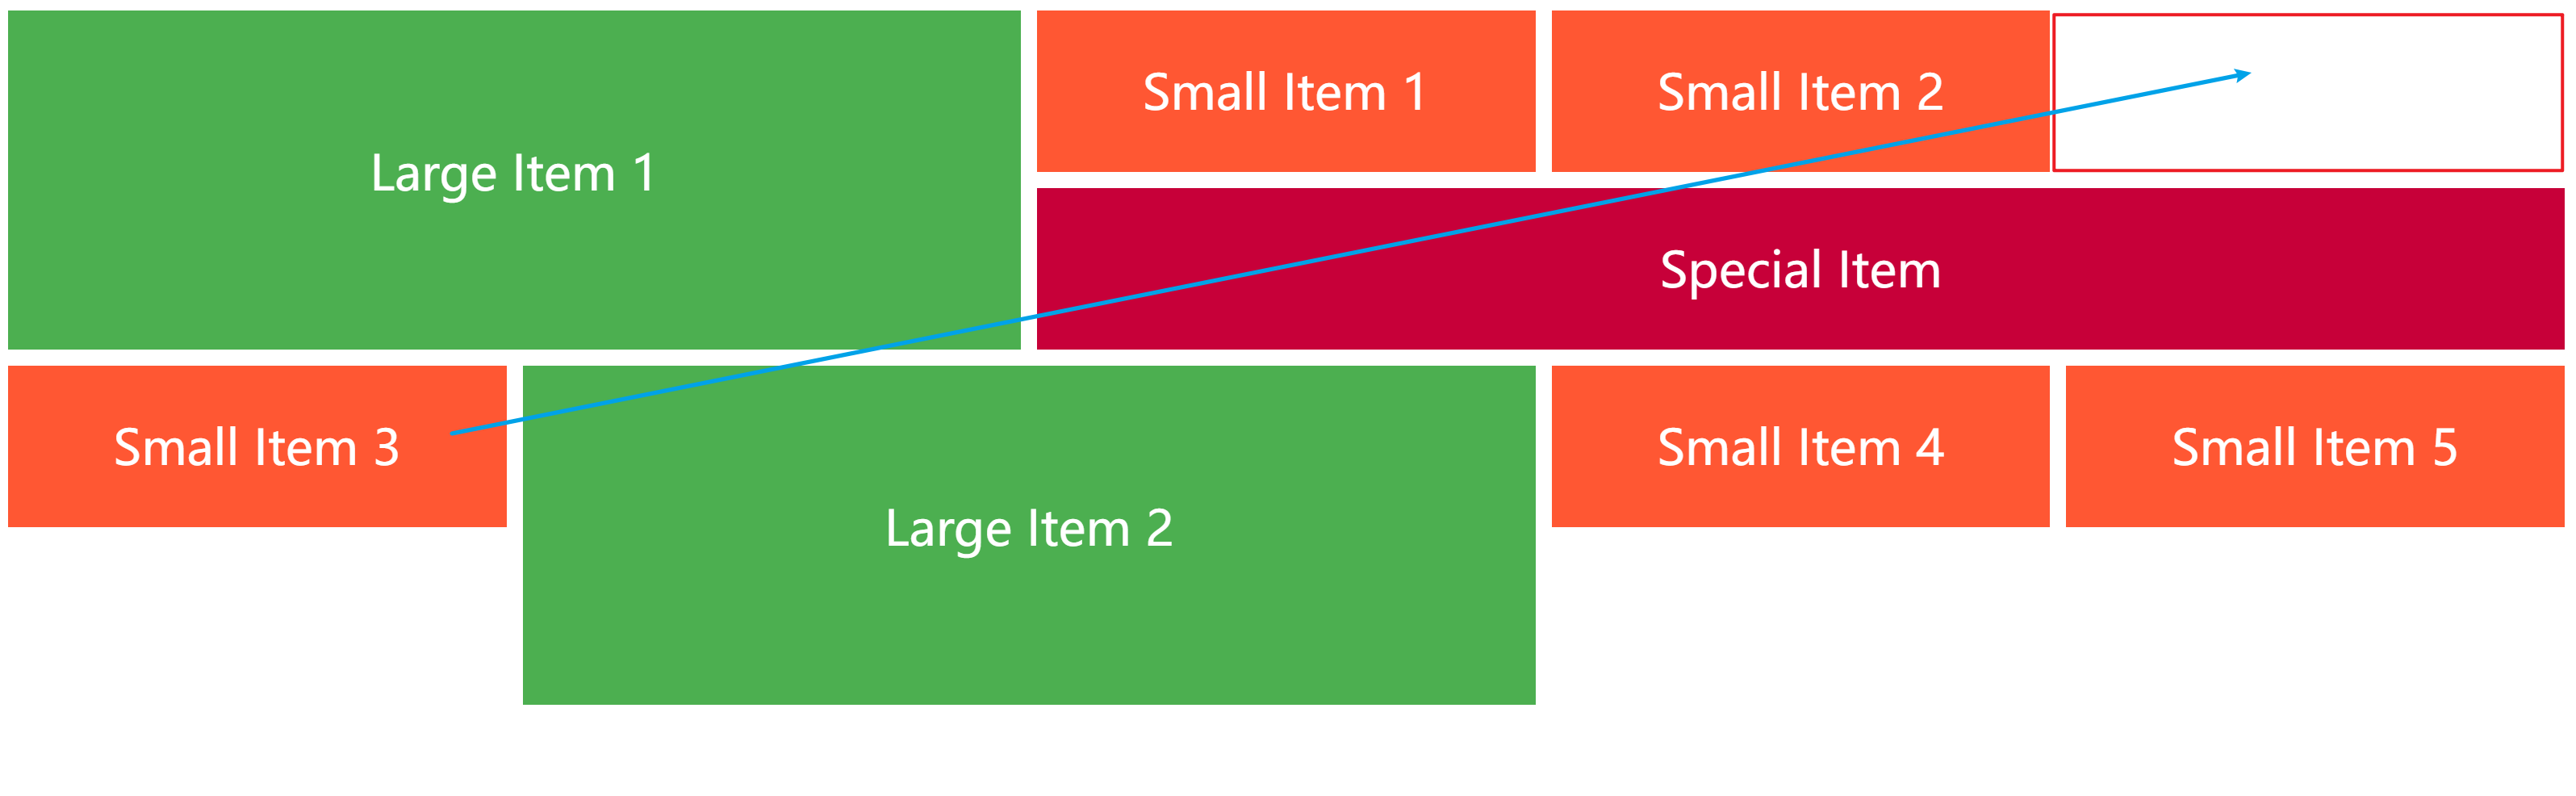 Large Item 1
Small Item 1
Small Item 2
Special Item
Small Item 3
Large Item 2
Small Item 4
Small Item 5